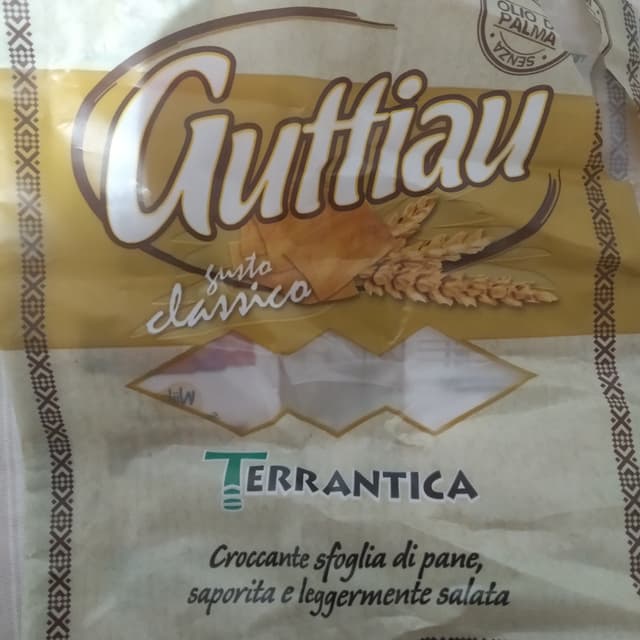 OLIO DI
PALMA
SENZA
Guttiau
gusto
classico
TERRANTICA
Croccante sfoglia di pane,
saporita e leggermente salata